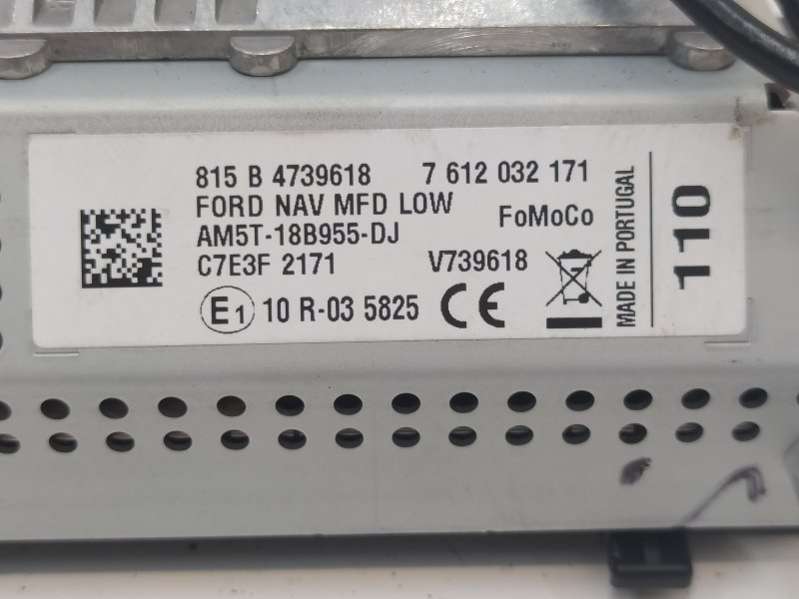 815 B 4739618 7 612 032 171
FORD NAV MFD LOW FoMoCo
AM5T-18B955-DJ
C7E3F 2171 V739618
E1 10 R-03 5825 CE
MADE IN PORTUGAL
110